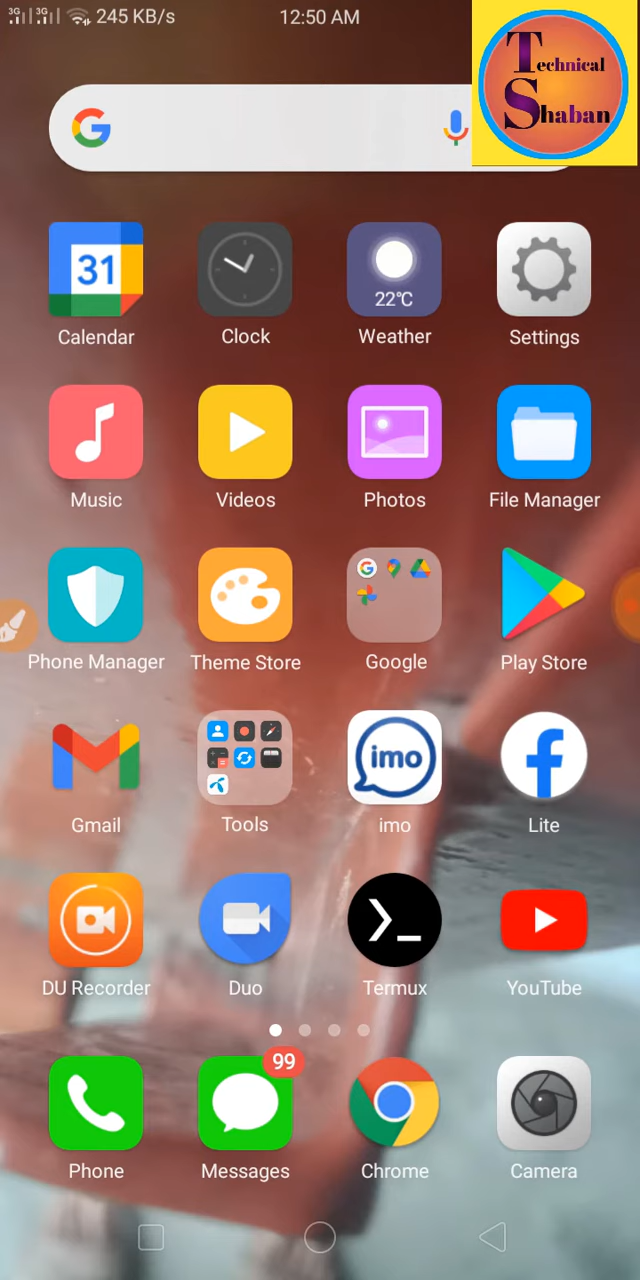 3G 3G 245 KB/s 12:50 AM
Technical
Shaban
31 22℃
Calendar Clock Weather Settings
Music Videos Photos File Manager
Phone Manager Theme Store Google Play Store
imo
Gmail Tools imo Lite
DU Recorder Duo Termux YouTube
99
Phone Messages Chrome Camera